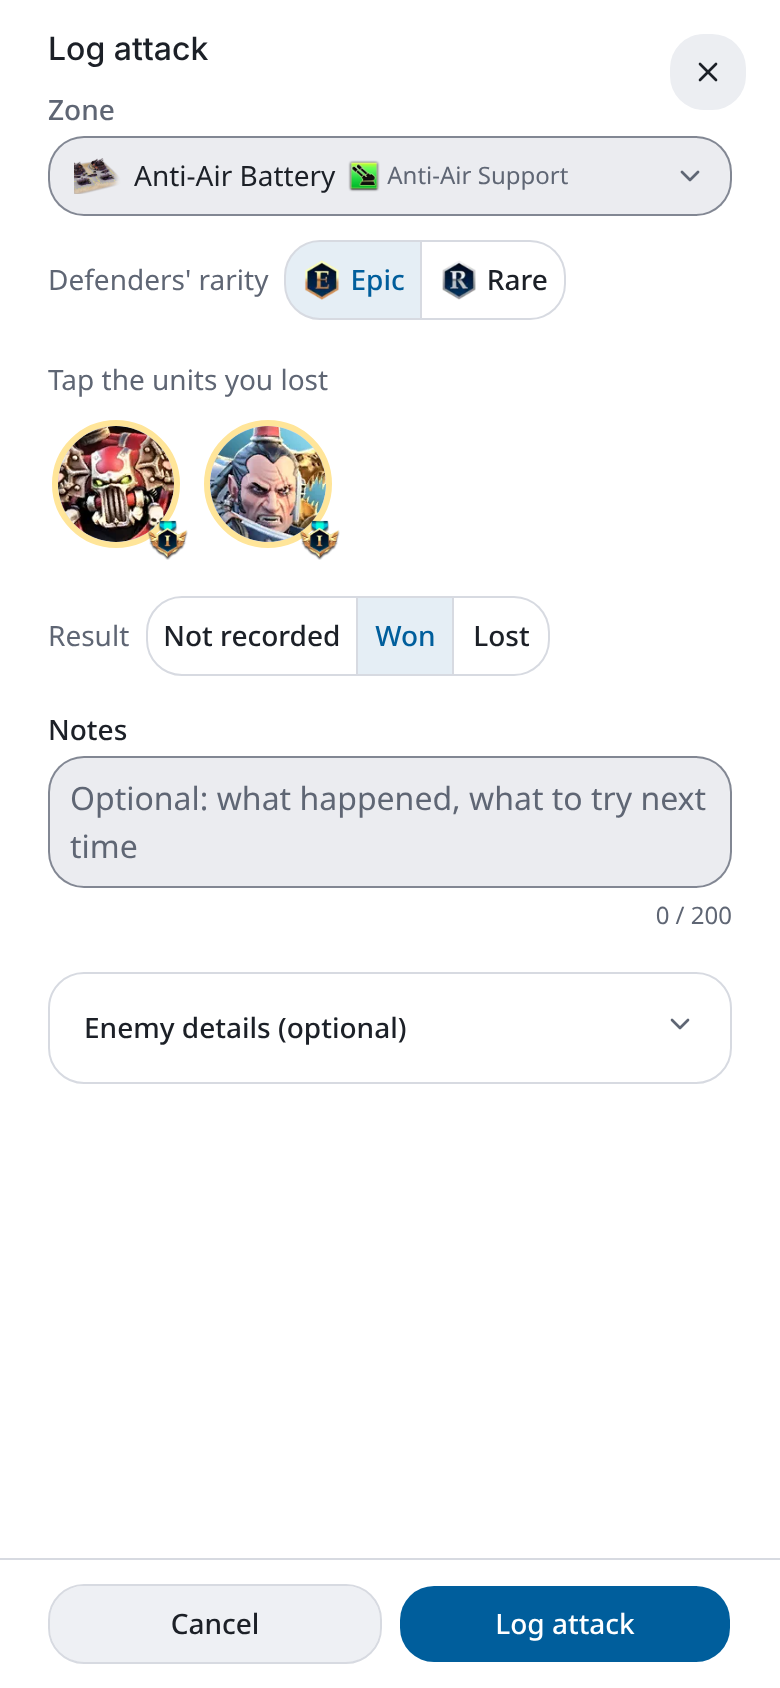 Log attack
Zone
Anti-Air Battery Anti-Air Support
Defenders' rarity E Epic R Rare
Tap the units you lost
I I
Result Not recorded Won Lost
Notes
Optional: what happened, what to try next
time
0 / 200
Enemy details (optional)
Cancel Log attack